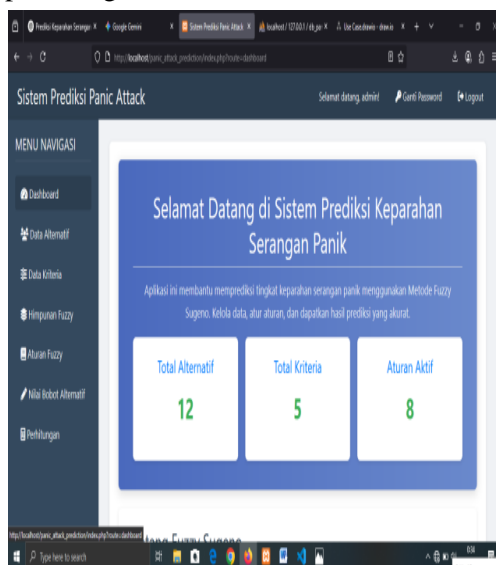 Prediksi Keparahan Serangan
Google Gemini
Sistem Prediksi Panic Attack
localhost / 127.0.0.1 / db_pan
Use Case.drawio - draw.io
http://localhost/panic_attack_prediction/index.php?route=dashboard
Sistem Prediksi Panic Attack
Selamat datang, admin!
Ganti Password
Logout
MENU NAVIGASI
Dashboard
Data Alternatif
Data Kriteria
Himpunan Fuzzy
Aturan Fuzzy
Nilai Bobot Alternatif
Perhitungan
Selamat Datang di Sistem Prediksi Keparahan
Serangan Panik
Aplikasi ini membantu memprediksi tingkat keparahan serangan panik menggunakan Metode Fuzzy
Sugeno. Kelola data, atur aturan, dan dapatkan hasil prediksi yang akurat.
Total Alternatif
12
Total Kriteria
5
Aturan Aktif
8
Fuzzy Sugeno
http://localhost/panic_attack_prediction/index.php?route=dashboard
Type here to search